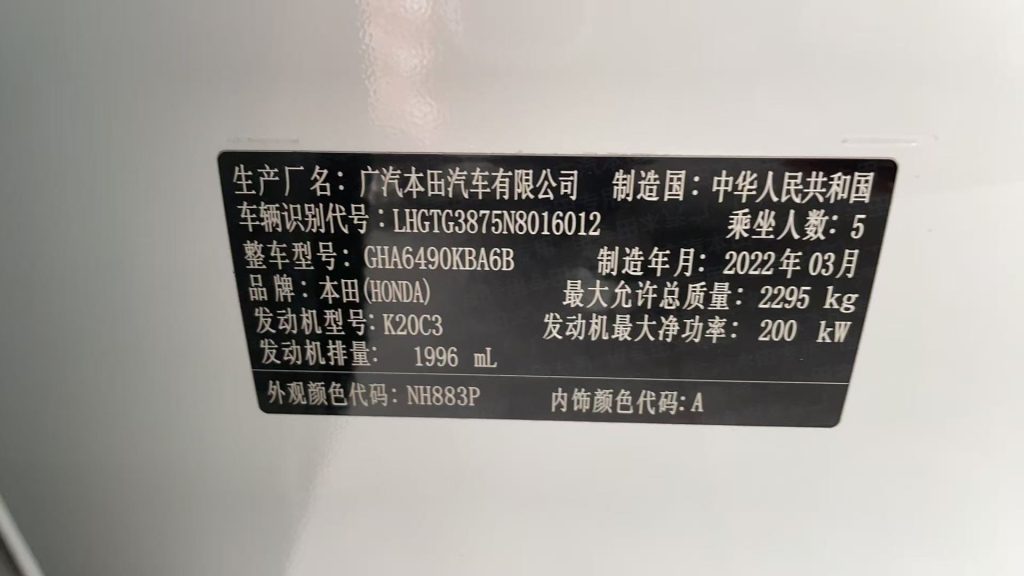 生产厂名：广汽本田汽车有限公司 制造国：中华人民共和国
车辆识别代号：LHGTG3875N8016012 乘坐人数：5
整车型号：GHA6490KBA6B 制造年月：2022年03月
品牌：本田(HONDA) 最大允许总质量：2295 kg
发动机型号：K20C3 发动机最大净功率：200 kW
发动机排量：1996 mL
外观颜色代码：NH883P 内饰颜色代码：A